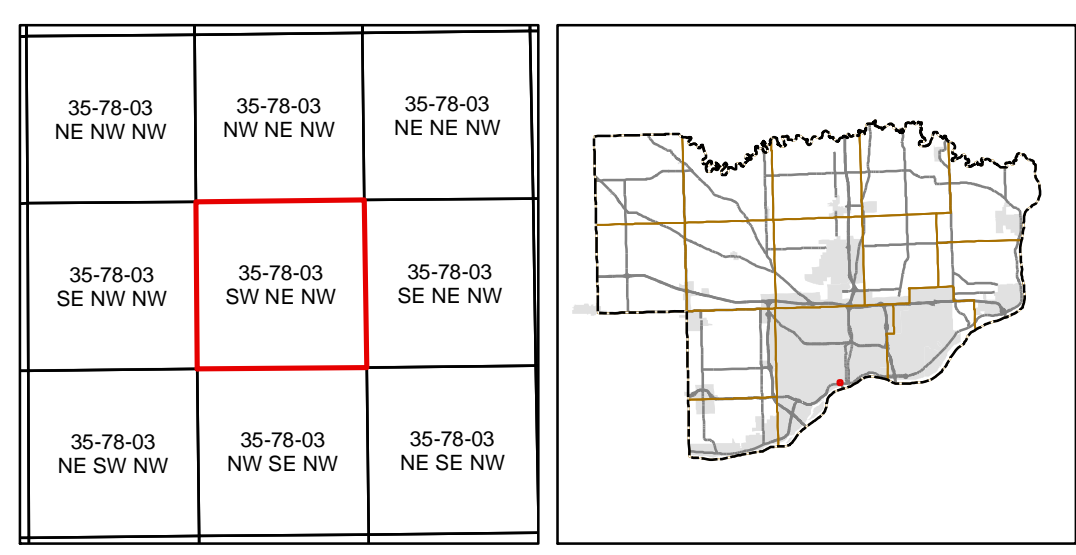 35-78-03
NE NW NW
35-78-03
NW NE NW
35-78-03
NE NE NW
35-78-03
SE NW NW
35-78-03
SW NE NW
35-78-03
SE NE NW
35-78-03
NE SW NW
35-78-03
NW SE NW
35-78-03
NE SE NW